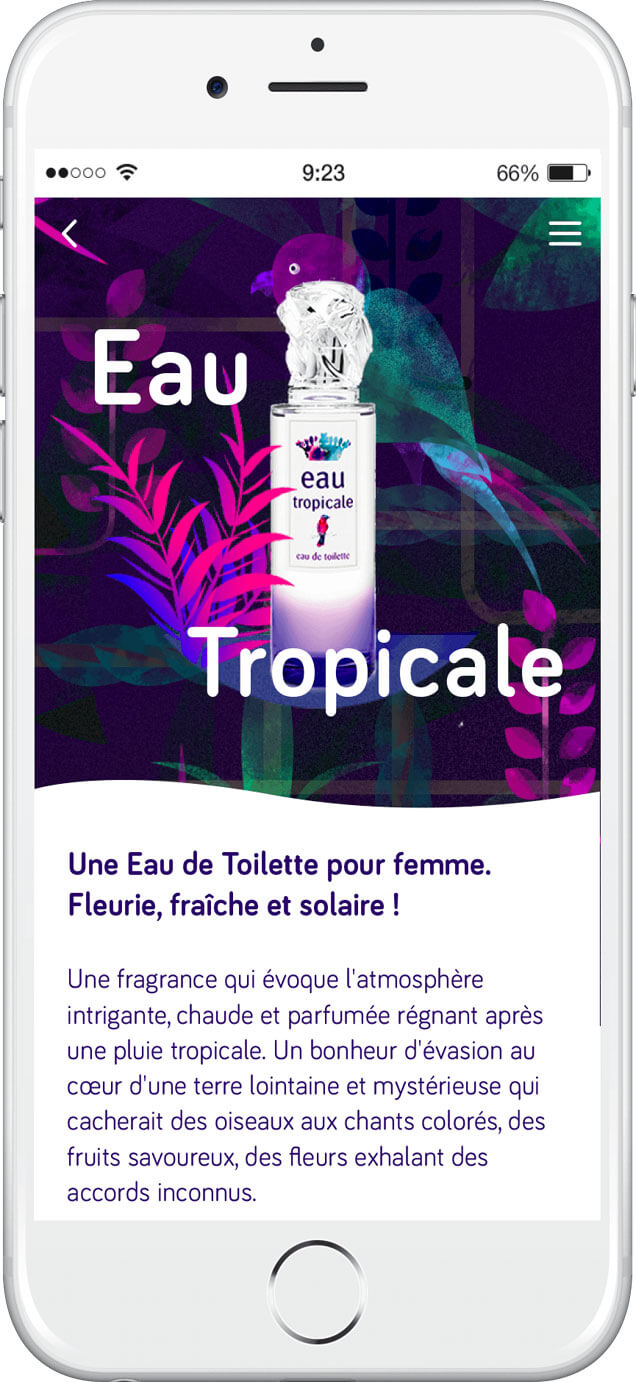 9:23
66%
Eau
eau
tropicale
eau de toilette
Tropicale
Une Eau de Toilette pour femme.
Fleurie, fraîche et solaire !
Une fragrance qui évoque l'atmosphère
intrigante, chaude et parfumée régnant après
une pluie tropicale. Un bonheur d'évasion au
cœur d'une terre lointaine et mystérieuse qui
cacherait des oiseaux aux chants colorés, des
fruits savoureux, des fleurs exhalant des
accords inconnus.